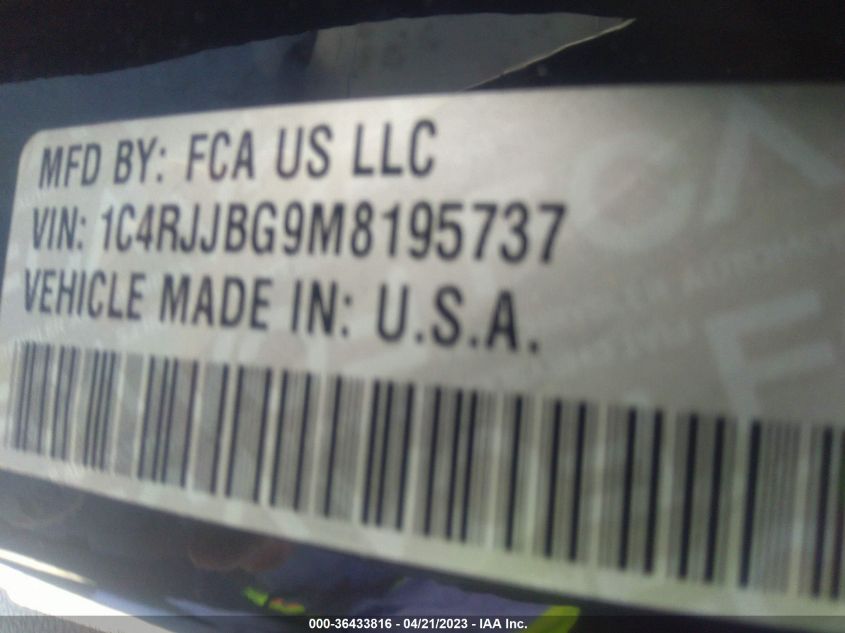 MFD BY: FCA US LLC
VIN: 1C4RJJBG9M8195737
VEHICLE MADE IN: U.S.A.
000-36433816 - 04/21/2023 - IAA Inc.